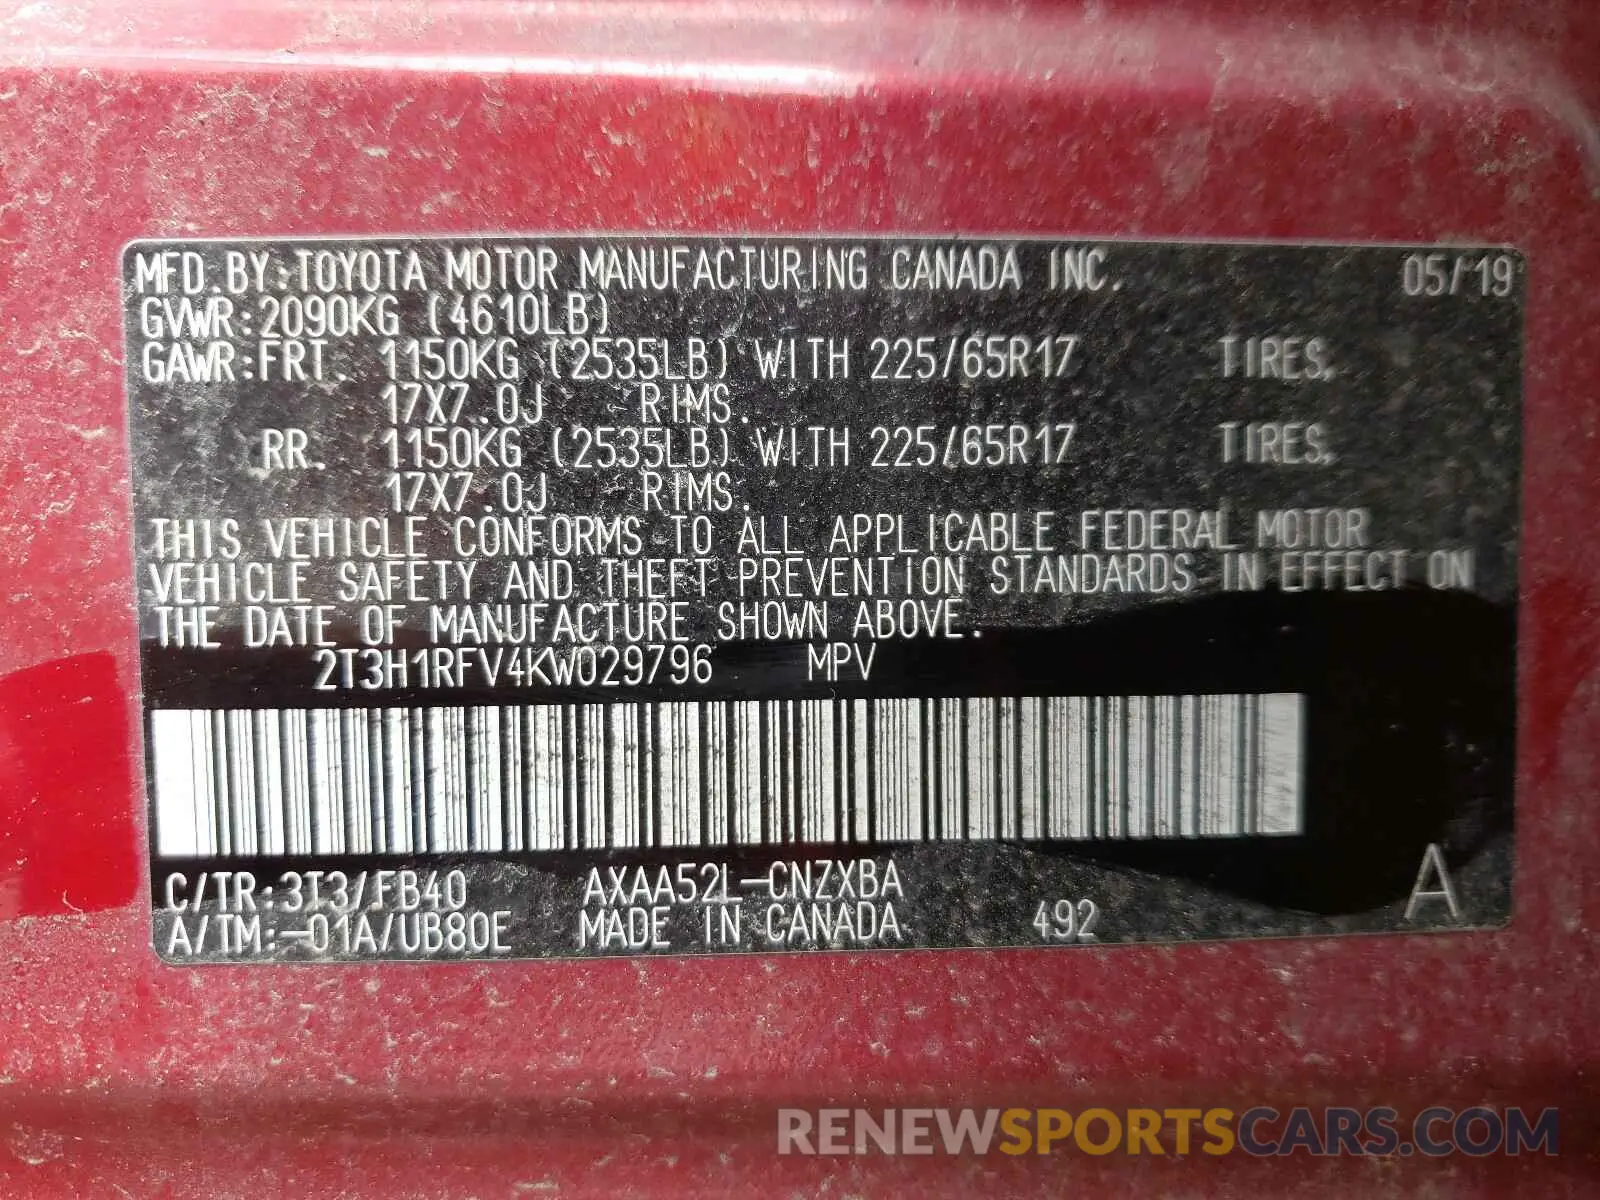 MFD.BY:TOYOTA MOTOR MANUFACTURING CANADA INC. 05/19
GVWR:2090KG (4610LB)
GAWR:FRT. 1150KG (2535LB) WITH 225/65R17 TIRES,
17X7.0J RIMS.
RR. 1150KG (2535LB) WITH 225/65R17 TIRES,
17X7.0J RIMS.
THIS VEHICLE CONFORMS TO ALL APPLICABLE FEDERAL MOTOR
VEHICLE SAFETY AND THEFT PREVENTION STANDARDS IN EFFECT ON
THE DATE OF MANUFACTURE SHOWN ABOVE.
2T3H1RFV4KW029796 MPV
C/TR:3T3/FB40 AXAA52L-CNZXBA A
A/TM:-01A/UB80E MADE IN CANADA 492
RENEWSPORTSCARS.COM